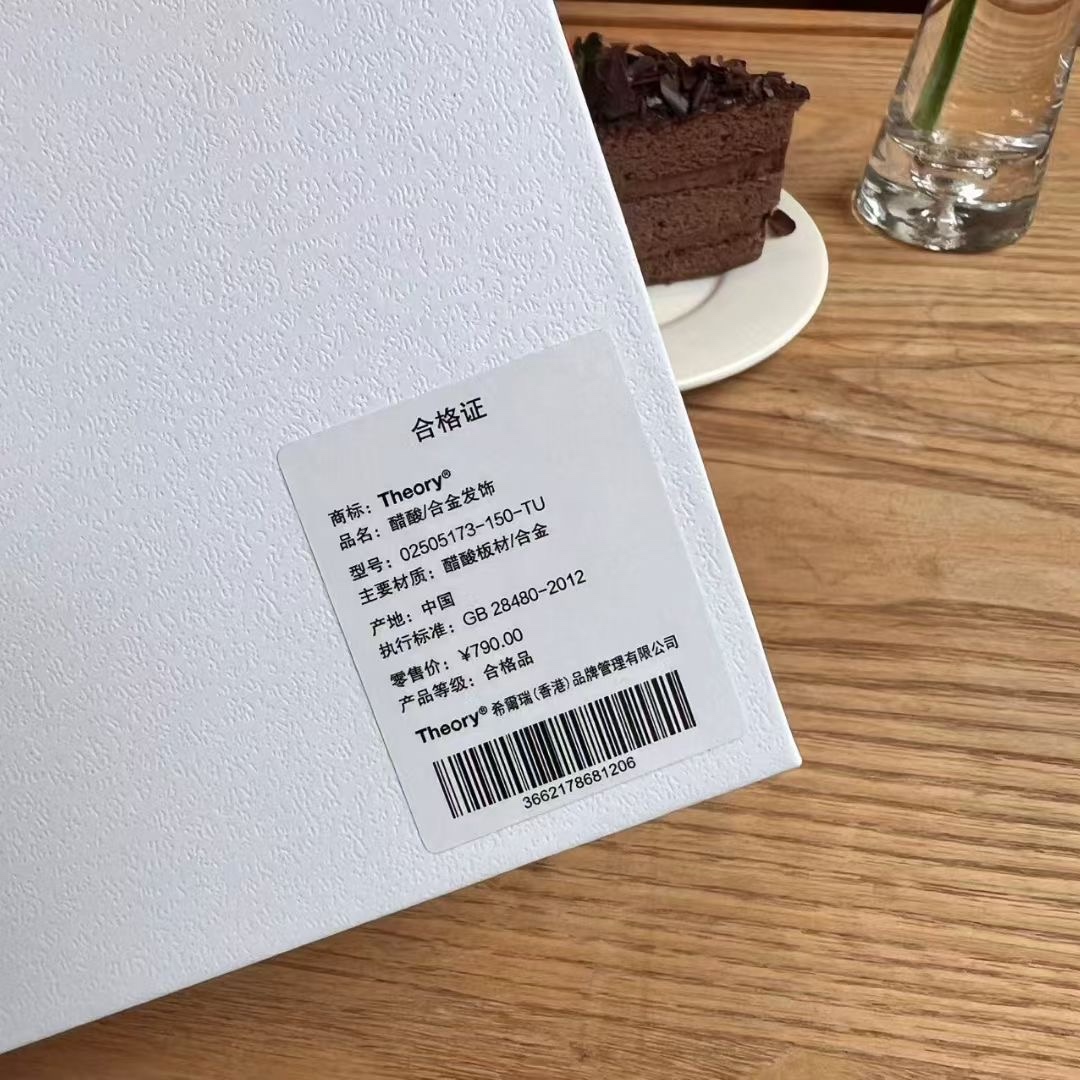 合格证
商标：Theory®
品名：醋酸/合金发饰
型号：02505173-150-TU
主要材质：醋酸板材/合金
产地：中国
执行标准：GB 28480-2012
零售价：¥790.00
产品等级：合格品
Theory® 希爾瑞（香港）品牌管理有限公司
3662178681206